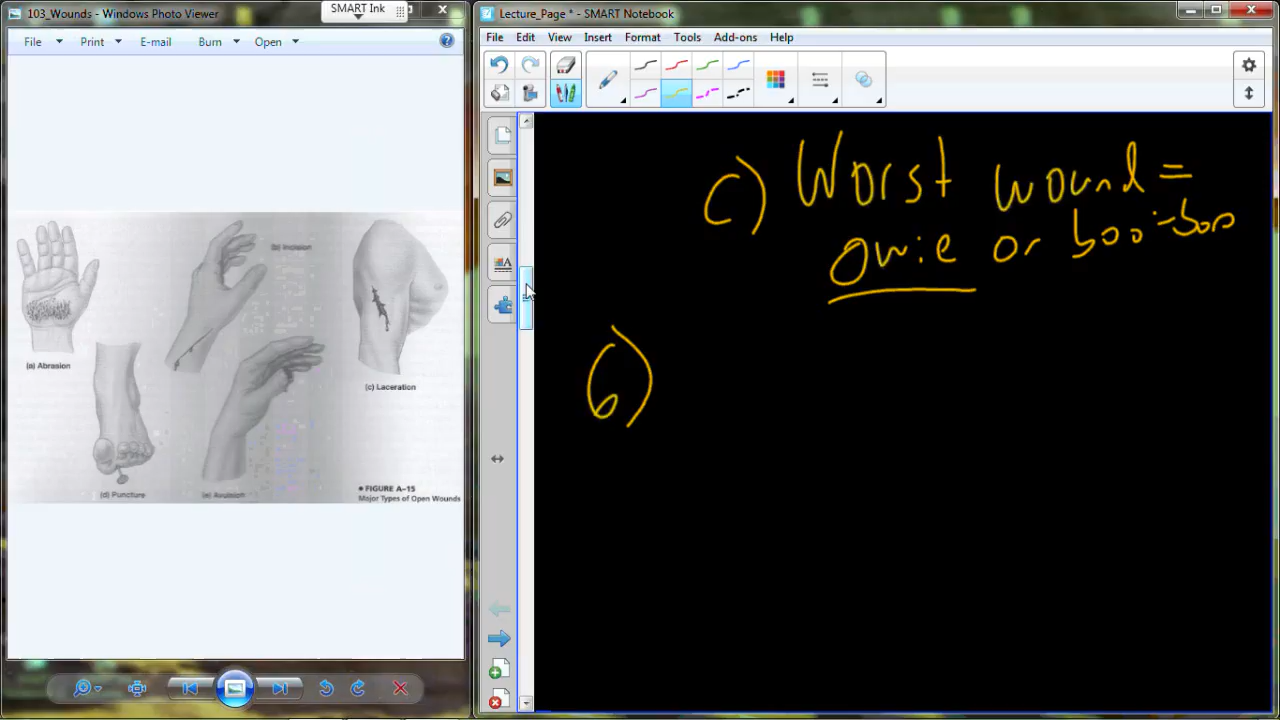 103_Wounds - Windows Photo Viewer
SMART Ink
File Print E-mail Burn Open
(b) Incision
(a) Abrasion
(c) Laceration
(d) Puncture
(e) Avulsion
• FIGURE A–15
Major Types of Open Wounds
Lecture_Page * - SMART Notebook
File Edit View Insert Format Tools Add-ons Help
c) Worst wound =
owie or boo-boo
6)